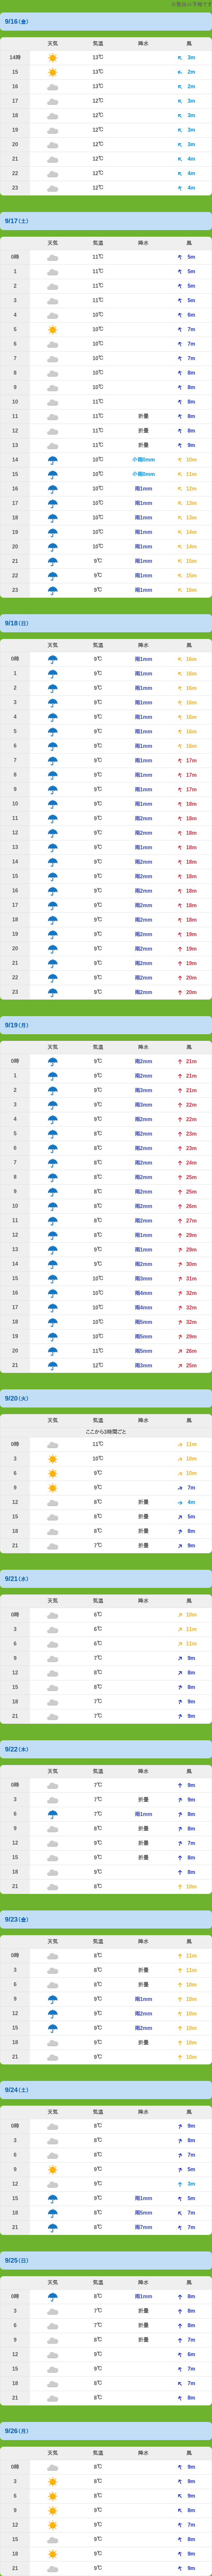 9/16(金)
天気 気温 降水 風
14時 13℃ 3m
15 13℃ 2m
16 13℃ 2m
17 12℃ 3m
18 12℃ 3m
19 12℃ 3m
20 12℃ 3m
21 12℃ 4m
22 12℃ 4m
23 12℃ 4m
9/17(土)
天気 気温 降水 風
0時 11℃ 5m
1 11℃ 5m
2 11℃ 5m
3 11℃ 5m
4 10℃ 6m
5 10℃ 7m
6 10℃ 7m
7 10℃ 7m
8 10℃ 8m
9 10℃ 8m
10 11℃ 8m
11 11℃ 折畳 8m
12 11℃ 折畳 8m
13 11℃ 折畳 9m
14 10℃ 小雨0mm 10m
15 10℃ 小雨0mm 11m
16 10℃ 雨1mm 12m
17 10℃ 雨1mm 13m
18 10℃ 雨1mm 13m
19 10℃ 雨1mm 14m
20 10℃ 雨1mm 14m
21 9℃ 雨1mm 15m
22 9℃ 雨1mm 15m
23 9℃ 雨1mm 16m
9/18(日)
天気 気温 降水 風
0時 9℃ 雨1mm 16m
1 9℃ 雨1mm 16m
2 9℃ 雨1mm 16m
3 9℃ 雨1mm 16m
4 9℃ 雨1mm 16m
5 9℃ 雨1mm 16m
6 9℃ 雨1mm 16m
7 9℃ 雨1mm 17m
8 9℃ 雨1mm 17m
9 9℃ 雨1mm 17m
10 9℃ 雨1mm 18m
11 9℃ 雨2mm 18m
12 9℃ 雨2mm 18m
13 9℃ 雨1mm 18m
14 9℃ 雨2mm 18m
15 9℃ 雨2mm 18m
16 9℃ 雨2mm 18m
17 9℃ 雨2mm 18m
18 9℃ 雨2mm 18m
19 9℃ 雨2mm 19m
20 9℃ 雨2mm 19m
21 9℃ 雨2mm 19m
22 9℃ 雨2mm 20m
23 9℃ 雨2mm 20m
9/19(月)
天気 気温 降水 風
0時 9℃ 雨2mm 21m
1 9℃ 雨2mm 21m
2 9℃ 雨3mm 21m
3 9℃ 雨3mm 22m
4 9℃ 雨2mm 22m
5 8℃ 雨2mm 23m
6 8℃ 雨2mm 23m
7 8℃ 雨2mm 24m
8 8℃ 雨2mm 25m
9 8℃ 雨2mm 25m
10 8℃ 雨2mm 26m
11 8℃ 雨2mm 27m
12 8℃ 雨1mm 29m
13 9℃ 雨1mm 29m
14 9℃ 雨2mm 30m
15 10℃ 雨3mm 31m
16 10℃ 雨4mm 32m
17 10℃ 雨4mm 32m
18 10℃ 雨5mm 32m
19 10℃ 雨5mm 29m
20 11℃ 雨5mm 26m
21 12℃ 雨3mm 25m
9/20(火)
天気 気温 降水 風
ここから3時間ごと
0時 11℃ 11m
3 10℃ 10m
6 9℃ 10m
9 9℃ 7m
12 8℃ 折畳 4m
15 8℃ 折畳 5m
18 8℃ 折畳 8m
21 7℃ 折畳 9m
9/21(水)
天気 気温 降水 風
0時 6℃ 10m
3 6℃ 11m
6 6℃ 11m
9 7℃ 9m
12 8℃ 8m
15 8℃ 8m
18 7℃ 9m
21 7℃ 9m
9/22(木)
天気 気温 降水 風
0時 7℃ 9m
3 7℃ 折畳 9m
6 7℃ 雨1mm 8m
9 8℃ 折畳 8m
12 9℃ 折畳 7m
15 9℃ 折畳 8m
18 9℃ 8m
21 8℃ 10m
9/23(金)
天気 気温 降水 風
0時 8℃ 11m
3 8℃ 折畳 11m
6 8℃ 折畳 10m
9 9℃ 雨1mm 10m
12 9℃ 雨2mm 10m
15 9℃ 雨2mm 10m
18 9℃ 折畳 10m
21 9℃ 10m
9/24(土)
天気 気温 降水 風
0時 8℃ 9m
3 8℃ 8m
6 8℃ 7m
9 9℃ 5m
12 9℃ 3m
15 9℃ 雨1mm 5m
18 8℃ 雨5mm 7m
21 8℃ 雨7mm 7m
9/25(日)
天気 気温 降水 風
0時 8℃ 雨1mm 8m
3 7℃ 折畳 8m
6 7℃ 折畳 8m
9 8℃ 折畳 7m
12 9℃ 6m
15 9℃ 7m
18 8℃ 7m
21 8℃ 8m
9/26(月)
天気 気温 降水 風
0時 8℃ 9m
3 8℃ 8m
6 8℃ 9m
9 9℃ 8m
12 9℃ 7m
15 9℃ 8m
18 9℃ 9m
21 9℃ 9m